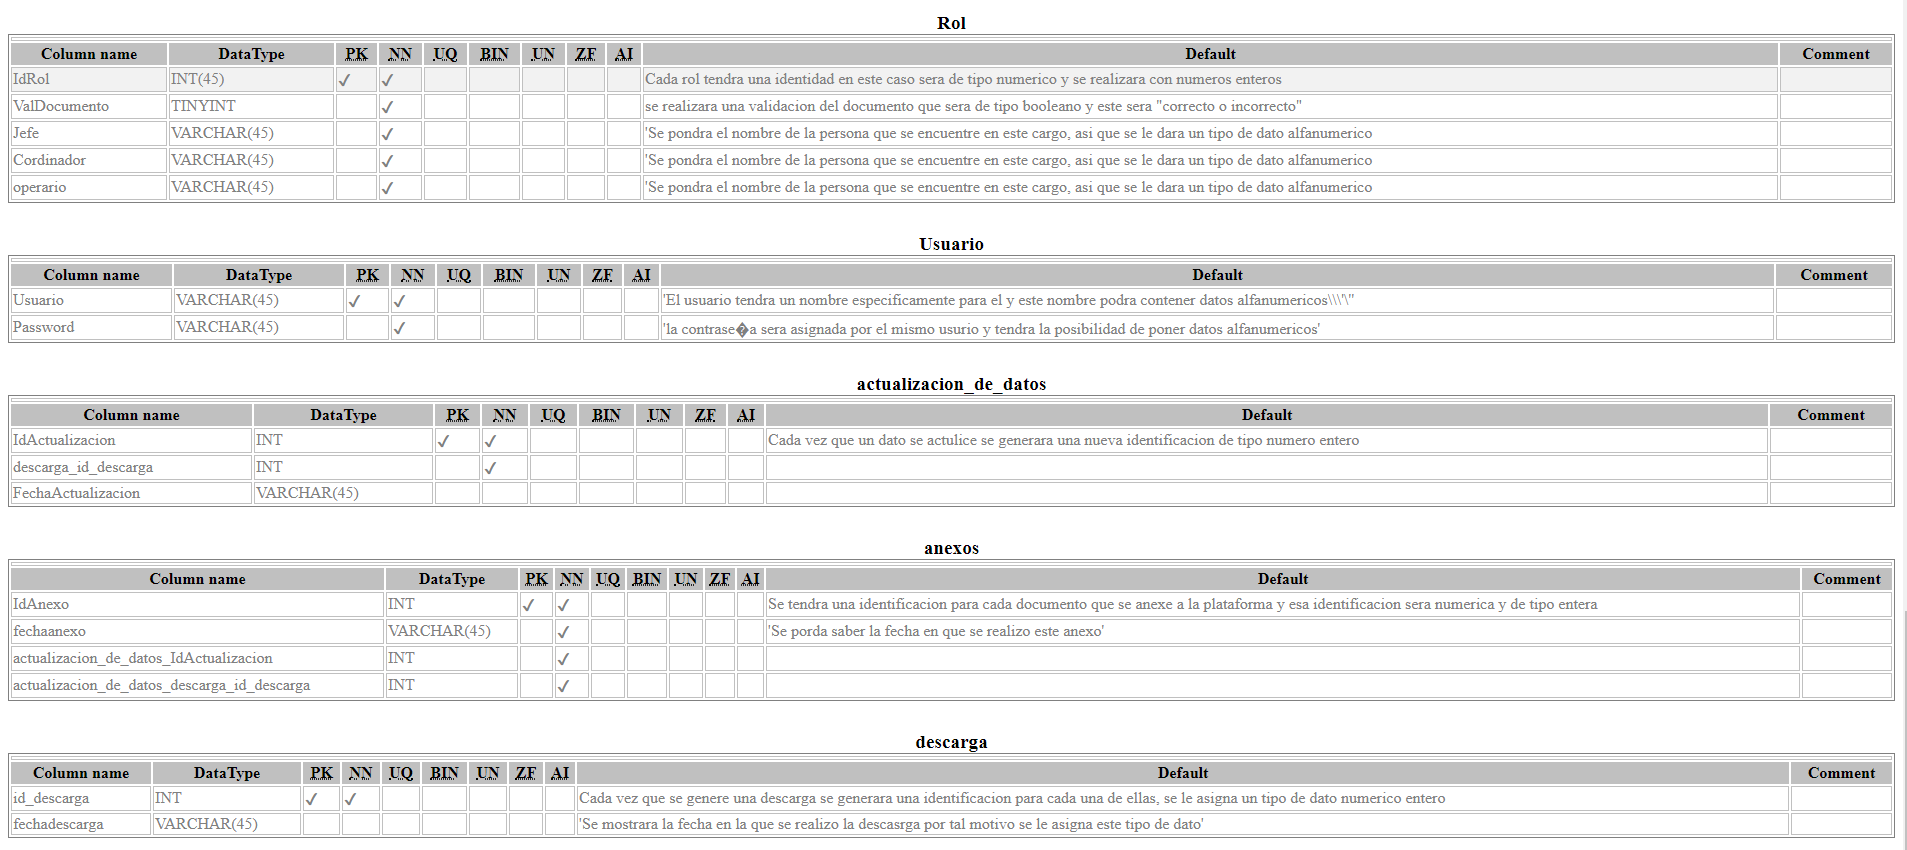 Rol
Column name DataType PK NN UQ BIN UN ZF AI Default Comment
IdRol INT(45) ✓ ✓ Cada rol tendra una identidad en este caso sera de tipo numerico y se realizara con numeros enteros
ValDocumento TINYINT ✓ se realizara una validacion del documento que sera de tipo booleano y este sera "correcto o incorrecto"
Jefe VARCHAR(45) ✓ 'Se pondra el nombre de la persona que se encuentre en este cargo, asi que se le dara un tipo de dato alfanumerico
Cordinador VARCHAR(45) ✓ 'Se pondra el nombre de la persona que se encuentre en este cargo, asi que se le dara un tipo de dato alfanumerico
operario VARCHAR(45) ✓ 'Se pondra el nombre de la persona que se encuentre en este cargo, asi que se le dara un tipo de dato alfanumerico
Usuario
Column name DataType PK NN UQ BIN UN ZF AI Default Comment
Usuario VARCHAR(45) ✓ ✓ 'El usuario tendra un nombre especificamente para el y este nombre podra contener datos alfanumericos\\\'\''
Password VARCHAR(45) ✓ 'la contrase�a sera asignada por el mismo usurio y tendra la posibilidad de poner datos alfanumericos'
actualizacion_de_datos
Column name DataType PK NN UQ BIN UN ZF AI Default Comment
IdActualizacion INT ✓ ✓ Cada vez que un dato se actulice se generara una nueva identificacion de tipo numero entero
descarga_id_descarga INT ✓
FechaActualizacion VARCHAR(45)
anexos
Column name DataType PK NN UQ BIN UN ZF AI Default Comment
IdAnexo INT ✓ ✓ Se tendra una identificacion para cada documento que se anexe a la plataforma y esa identificacion sera numerica y de tipo entera
fechaanexo VARCHAR(45) ✓ 'Se porda saber la fecha en que se realizo este anexo'
actualizacion_de_datos_IdActualizacion INT ✓
actualizacion_de_datos_descarga_id_descarga INT ✓
descarga
Column name DataType PK NN UQ BIN UN ZF AI Default Comment
id_descarga INT ✓ ✓ Cada vez que se genere una descarga se generara una identificacion para cada una de ellas, se le asigna un tipo de dato numerico entero
fechadescarga VARCHAR(45) 'Se mostrara la fecha en la que se realizo la descasrga por tal motivo se le asigna este tipo de dato'